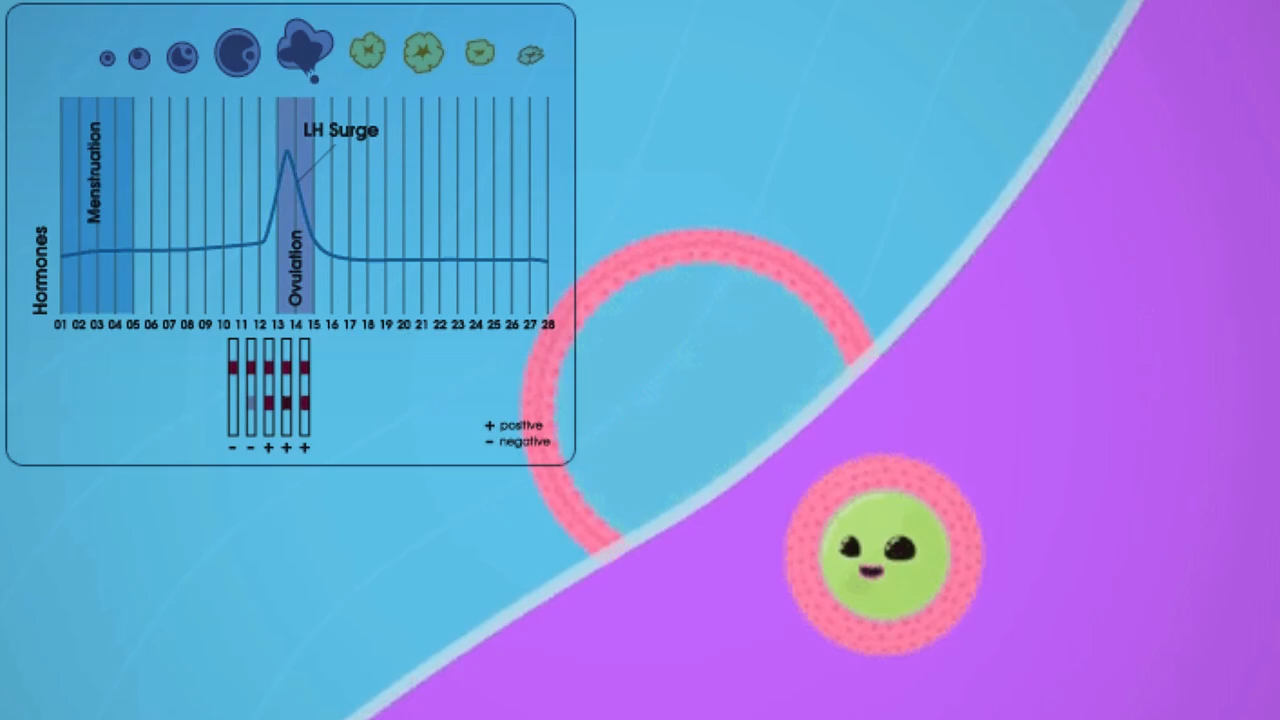 LH Surge
Menstruation
Ovulation
Hormones
01 02 03 04 05 06 07 08 09 10 11 12 13 14 15 16 17 18 19 20 21 22 23 24 25 26 27 28
+ positive
- negative
- - + + +